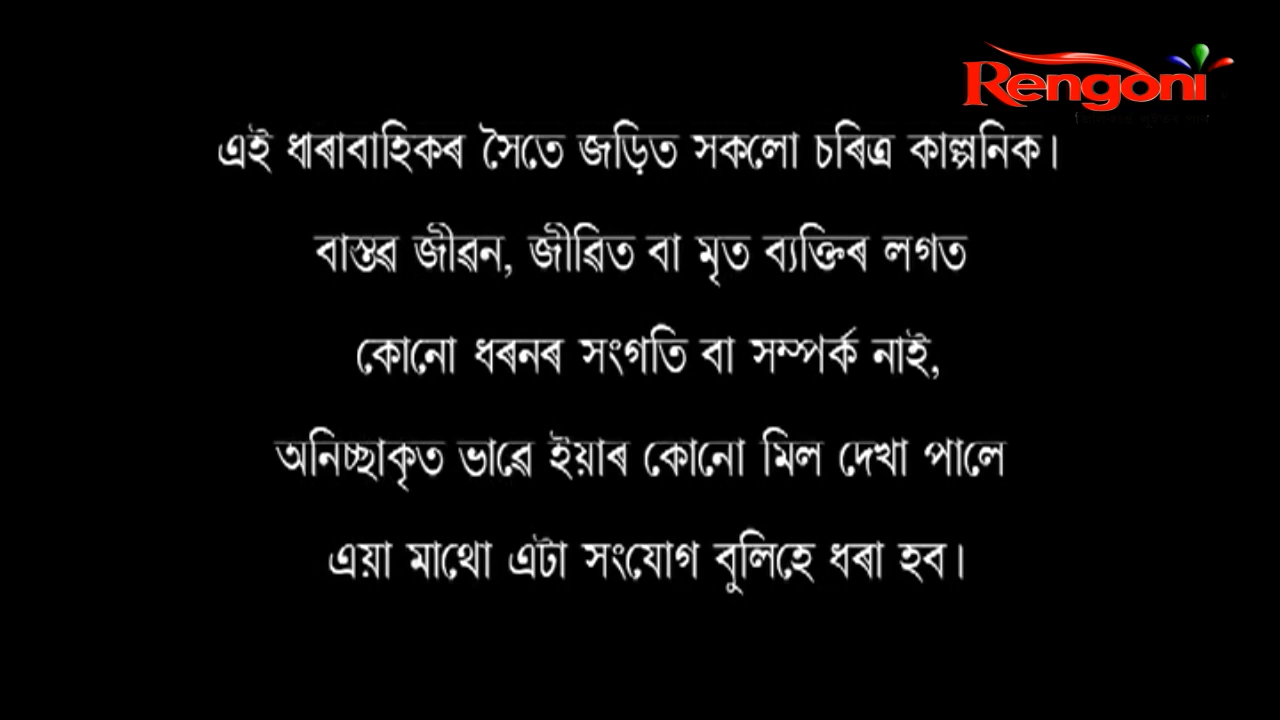 Rengoni
এই ধাৰাবাহিকৰ সৈতে জড়িত সকলো চৰিত্ৰ কাল্পনিক।
বাস্তৱ জীৱন, জীৱিত বা মৃত ব্যক্তিৰ লগত
কোনো ধৰনৰ সংগতি বা সম্পৰ্ক নাই,
অনিচ্ছাকৃত ভাৱে ইয়াৰ কোনো মিল দেখা পালে
এয়া মাথো এটা সংযোগ বুলিহে ধৰা হব।